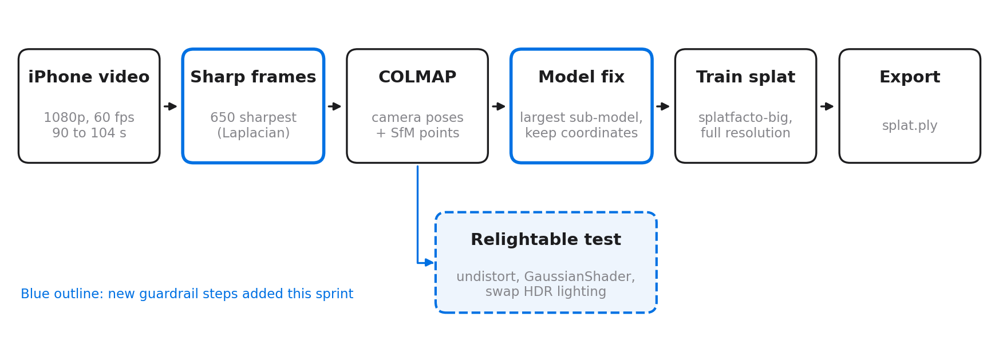 iPhone video
1080p, 60 fps
90 to 104 s
Sharp frames
650 sharpest
(Laplacian)
COLMAP
camera poses
+ SfM points
Model fix
largest sub-model,
keep coordinates
Train splat
splatfacto-big,
full resolution
Export
splat.ply
Relightable test
undistort, GaussianShader,
swap HDR lighting
Blue outline: new guardrail steps added this sprint